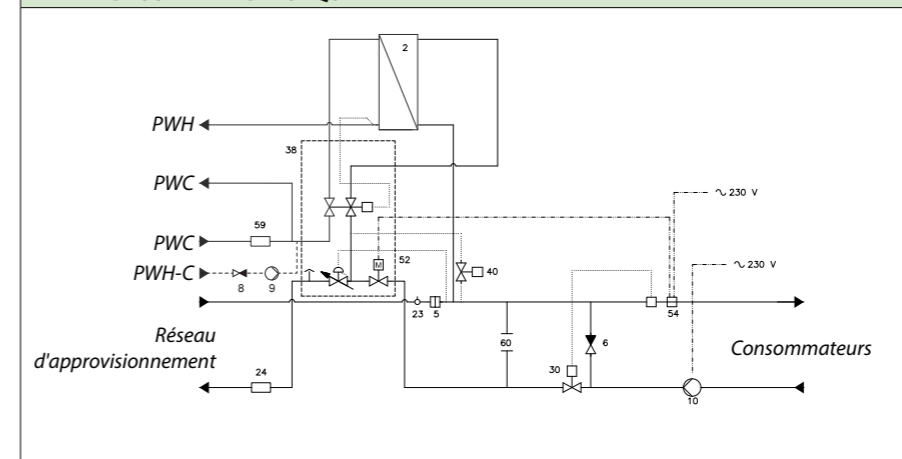 2
PWH
38
PWC
~ 230 V
59
PWC
52
~ 230 V
PWH-C
M
40
8
9
23
5
54
Réseau
d'approvisionnement
60
6
Consommateurs
24
30
10